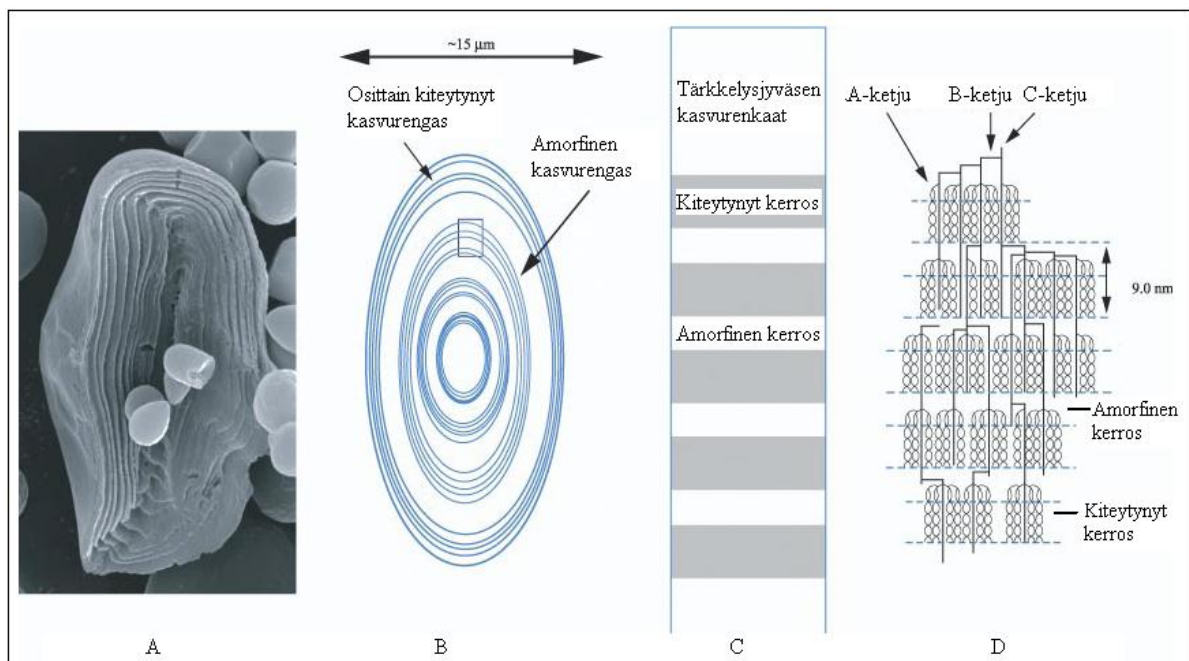 ~15 µm
Osittain kiteytynyt
kasvurengas
Amorfinen
kasvurengas
Tärkkelysjyväsen
kasvurenkaat
Kiteytynyt kerros
Amorfinen kerros
A-ketju
B-ketju
C-ketju
9.0 nm
Amorfinen
kerros
Kiteytynyt
kerros
A
B
C
D